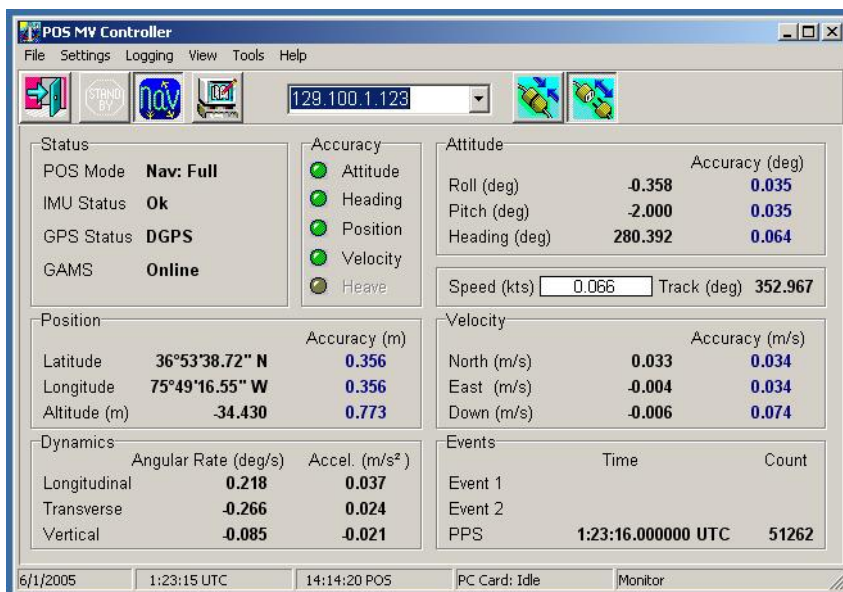 POS MV Controller
File Settings Logging View Tools Help
STAND BY nav 129.100.1.123
Status
POS Mode Nav: Full
IMU Status Ok
GPS Status DGPS
GAMS Online
Accuracy
Attitude
Heading
Position
Velocity
Heave
Attitude
Accuracy (deg)
Roll (deg) -0.358 0.035
Pitch (deg) -2.000 0.035
Heading (deg) 280.392 0.064
Speed (kts) 0.066 Track (deg) 352.967
Position
Accuracy (m)
Latitude 36°53'38.72" N 0.356
Longitude 75°49'16.55" W 0.356
Altitude (m) -34.430 0.773
Velocity
Accuracy (m/s)
North (m/s) 0.033 0.034
East (m/s) -0.004 0.034
Down (m/s) -0.006 0.074
Dynamics
Angular Rate (deg/s) Accel. (m/s²)
Longitudinal 0.218 0.037
Transverse -0.266 0.024
Vertical -0.085 -0.021
Events
Time Count
Event 1
Event 2
PPS 1:23:16.000000 UTC 51262
6/1/2005 1:23:15 UTC 14:14:20 POS PC Card: Idle Monitor